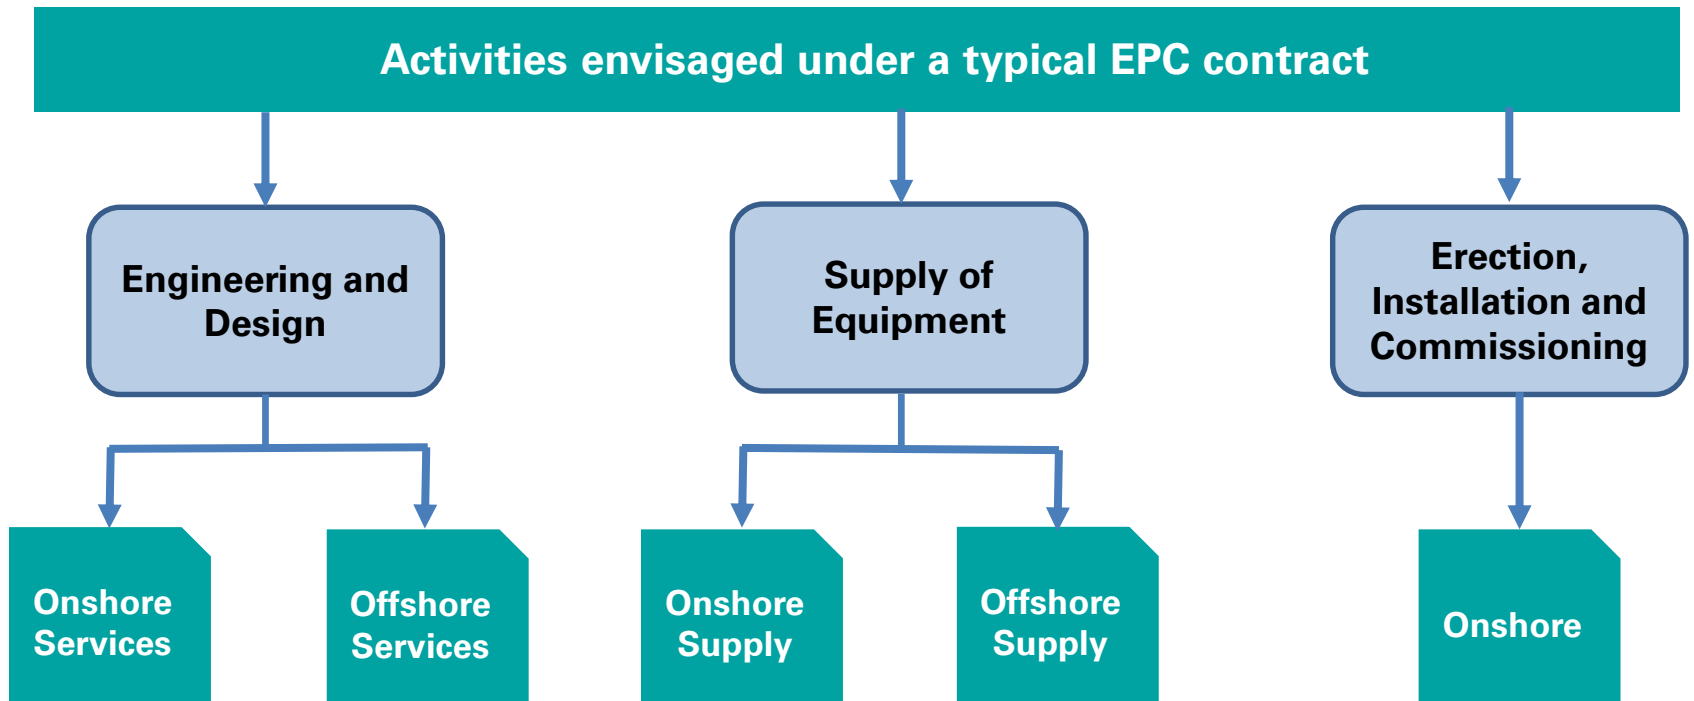 Activities envisaged under a typical EPC contract
Engineering and
Design
Supply of
Equipment
Erection,
Installation and
Commissioning
Onshore
Services
Offshore
Services
Onshore
Supply
Offshore
Supply
Onshore